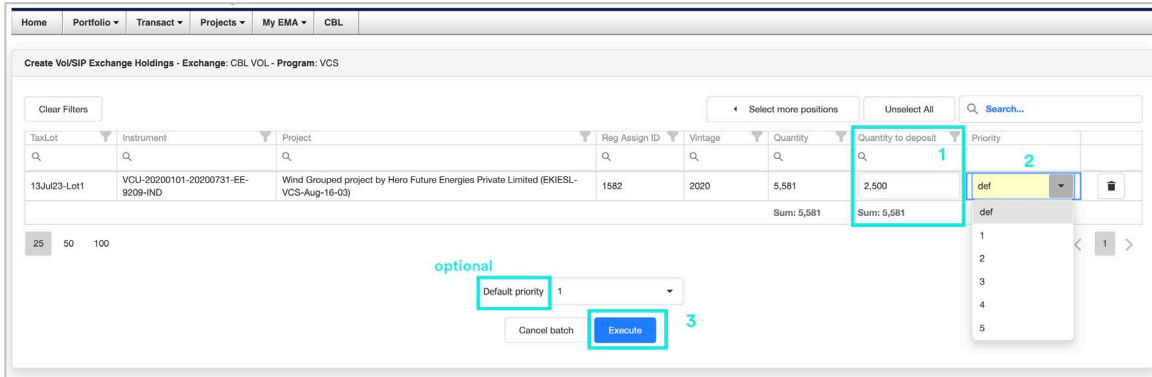 Home Portfolio Transact Projects My EMA CBL
Create Vol/SIP Exchange Holdings - Exchange: CBL VOL - Program: VCS
Clear Filters Select more positions Unselect All Search...
TaxLot Instrument Project Reg Assign ID Vintage Quantity Quantity to deposit Priority
1 2
13Jul23-Lot1 VCU-20200101-20200731-EE-9209-IND Wind Grouped project by Hero Future Energies Private Limited (EKIESL-VCS-Aug-16-03) 1582 2020 5,581 2,500 def
Sum: 5,581 Sum: 5,581
def
1
2
3
4
5
25 50 100 1
optional
Default priority 1
Cancel batch Execute 3